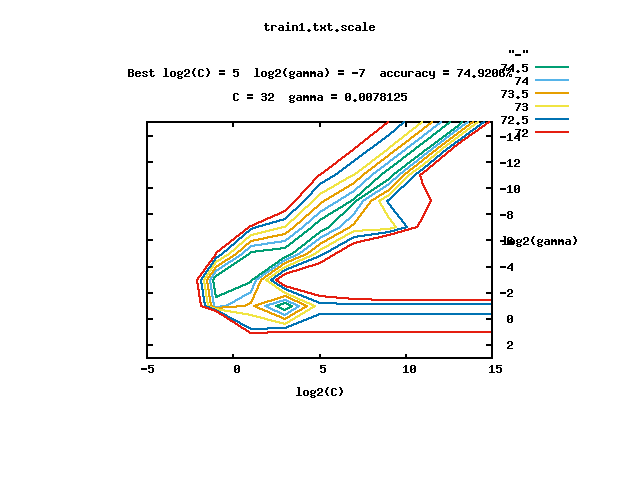 train1.txt.scale
"-"
Best log2(C) = 5 log2(gamma) = -7 accuracy = 74.9206%
74.5
74
C = 32 gamma = 0.0078125
73.5
73
72.5
72
-14
-12
-10
-8
-6
log2(gamma)
-4
-2
0
2
-5 0 5 10 15
log2(C)